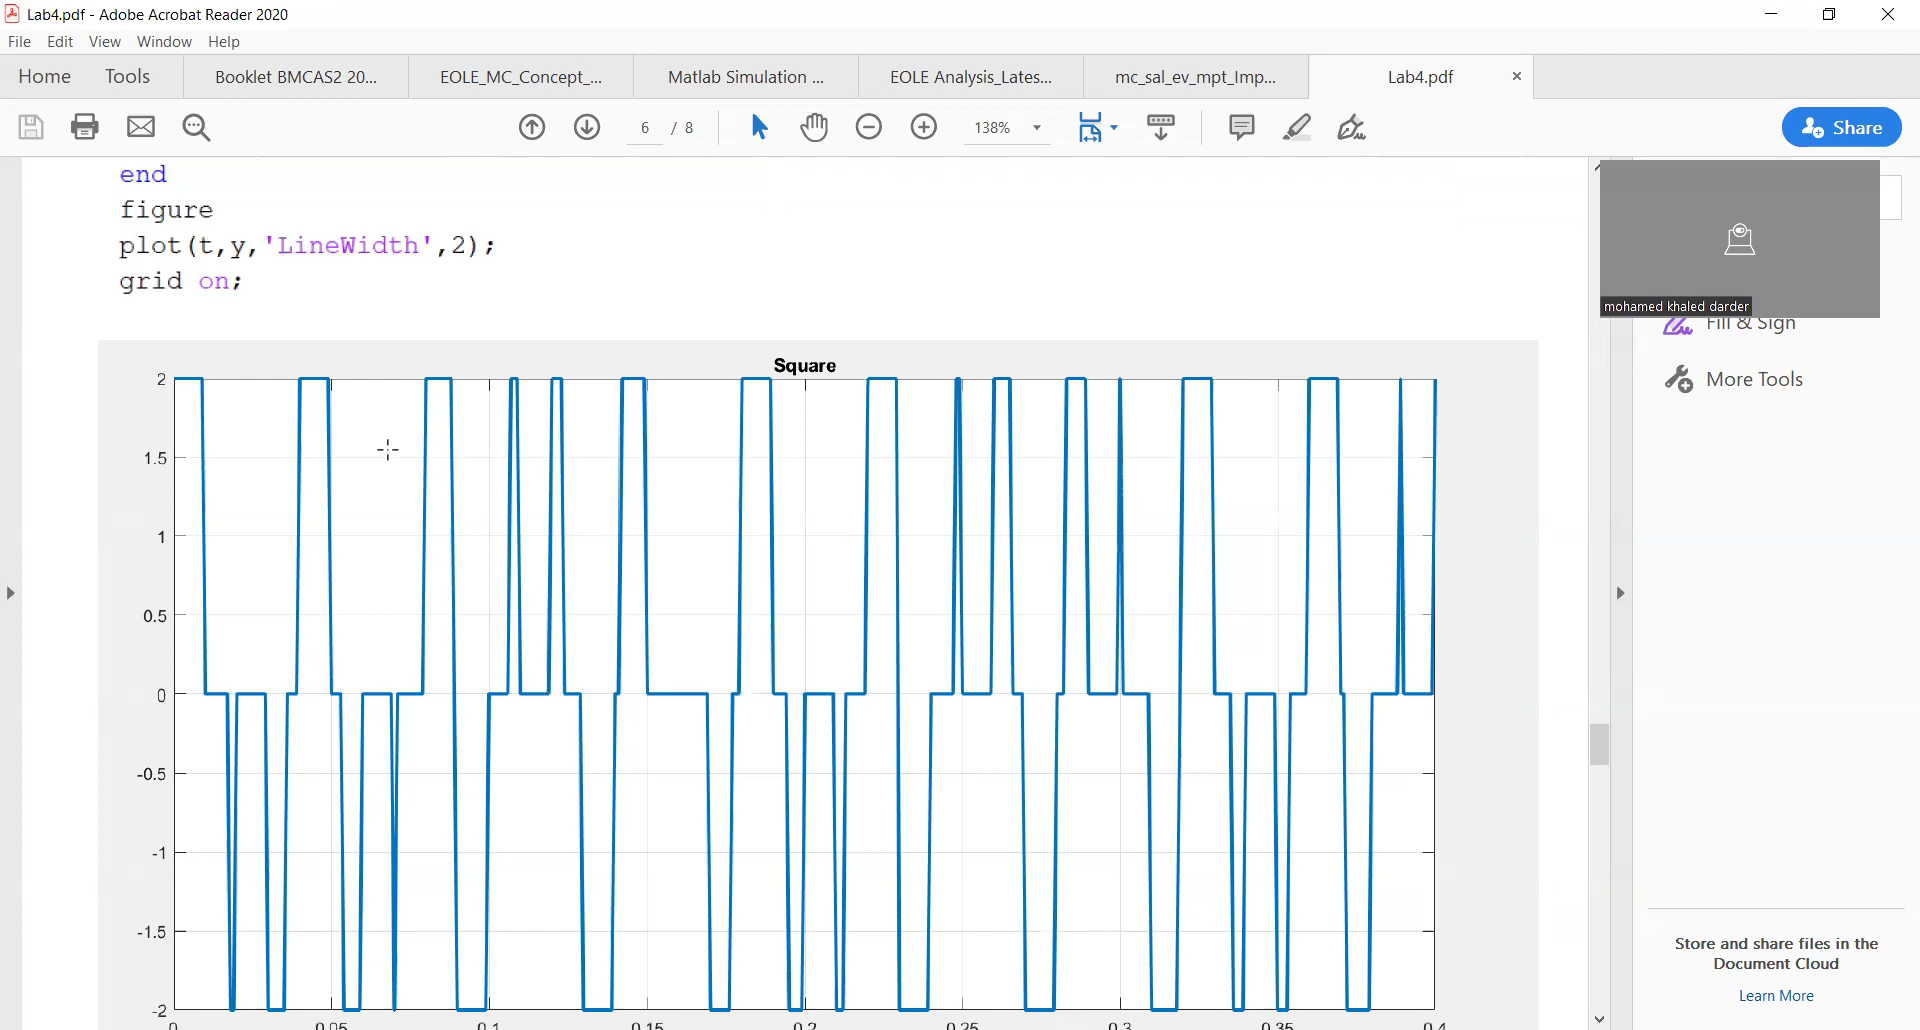 Lab4.pdf - Adobe Acrobat Reader 2020
File Edit View Window Help
Home Tools Booklet BMCAS2 20... EOLE_MC_Concept_... Matlab Simulation ... EOLE Analysis_Lates... mc_sal_ev_mpt_Imp... Lab4.pdf
6 / 8 138% Share
end
figure
plot(t,y,'LineWidth',2);
grid on;
mohamed khaled darder
Fill & Sign
More Tools
Square
2
1.5
1
0.5
0
-0.5
-1
-1.5
-2
0 0.05 0.1 0.15 0.2 0.25 0.3 0.35 0.4
Store and share files in the
Document Cloud
Learn More